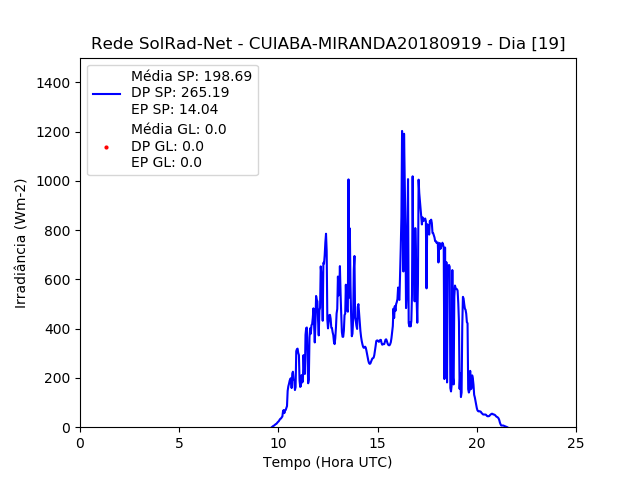 Rede SolRad-Net - CUIABA-MIRANDA20180919 - Dia [19]
Média SP: 198.69
DP SP: 265.19
EP SP: 14.04
Média GL: 0.0
DP GL: 0.0
EP GL: 0.0
1400
1200
1000
800
600
400
200
0
Irradiância (Wm-2)
0 5 10 15 20 25
Tempo (Hora UTC)